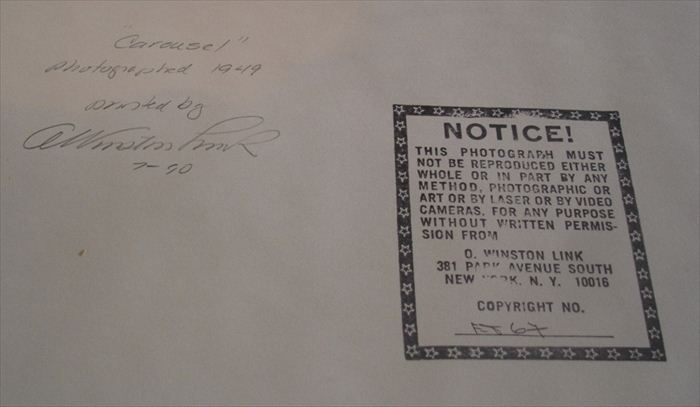 "Carousel"
photographed 1949
printed by
O Winston Link
7-90
NOTICE!
THIS PHOTOGRAPH MUST
NOT BE REPRODUCED EITHER
WHOLE OR IN PART BY ANY
METHOD, PHOTOGRAPHIC OR
ART OR BY LASER OR BY VIDEO
CAMERAS, FOR ANY PURPOSE
WITHOUT WRITTEN PERMIS-
SION FROM
O. WINSTON LINK
381 PARK AVENUE SOUTH
NEW YORK, N. Y. 10016
COPYRIGHT NO.